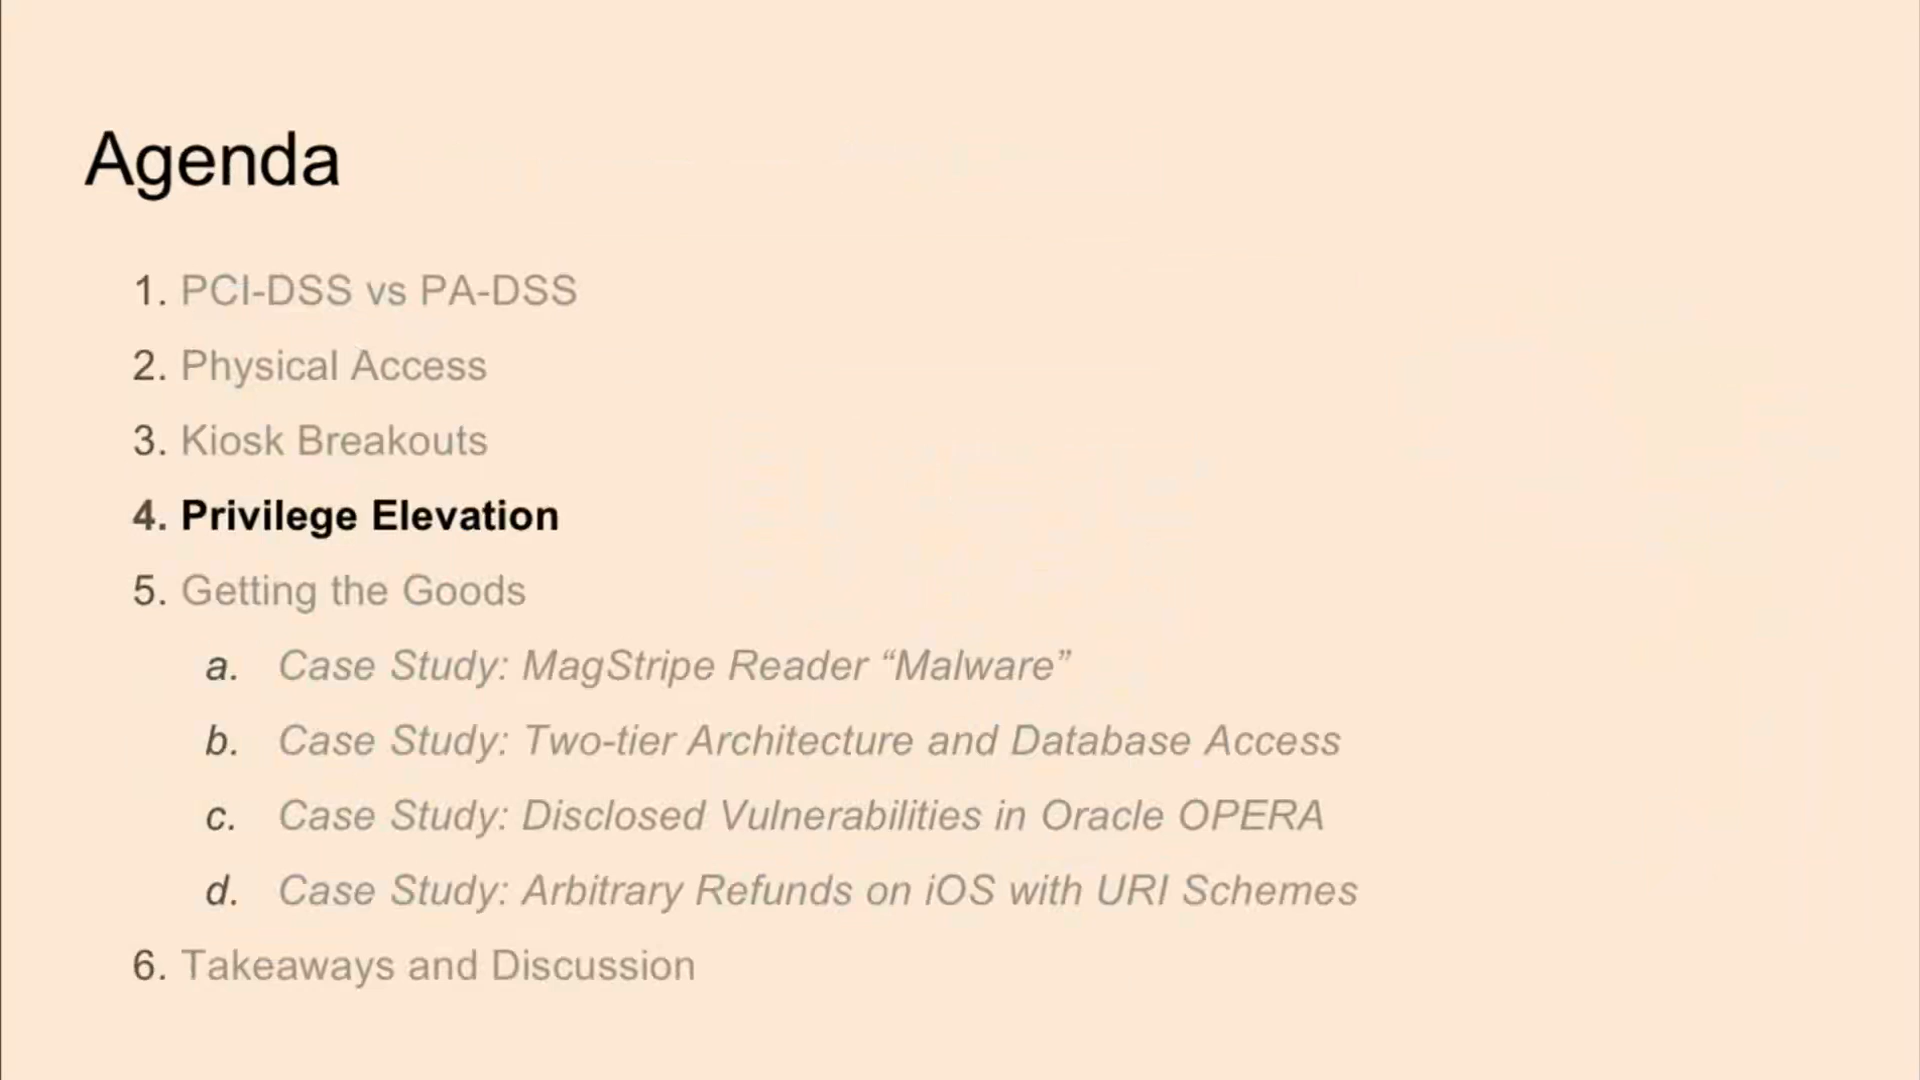 Agenda
1. PCI-DSS vs PA-DSS
2. Physical Access
3. Kiosk Breakouts
4. Privilege Elevation
5. Getting the Goods
a. Case Study: MagStripe Reader “Malware”
b. Case Study: Two-tier Architecture and Database Access
c. Case Study: Disclosed Vulnerabilities in Oracle OPERA
d. Case Study: Arbitrary Refunds on iOS with URI Schemes
6. Takeaways and Discussion